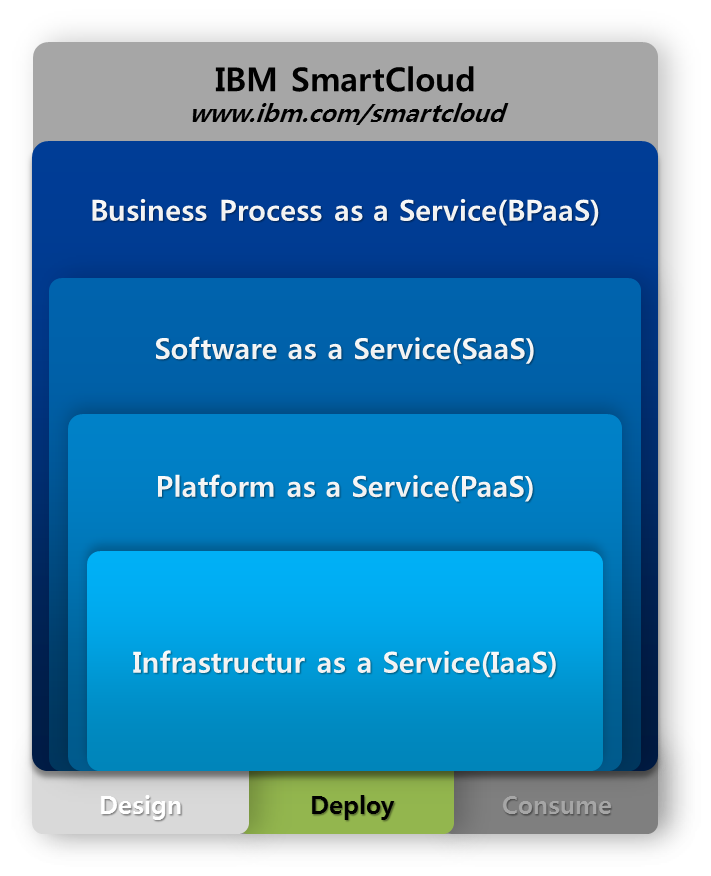 IBM SmartCloud
www.ibm.com/smartcloud
Business Process as a Service(BPaaS)
Software as a Service(SaaS)
Platform as a Service(PaaS)
Infrastructur as a Service(IaaS)
Design
Deploy
Consume